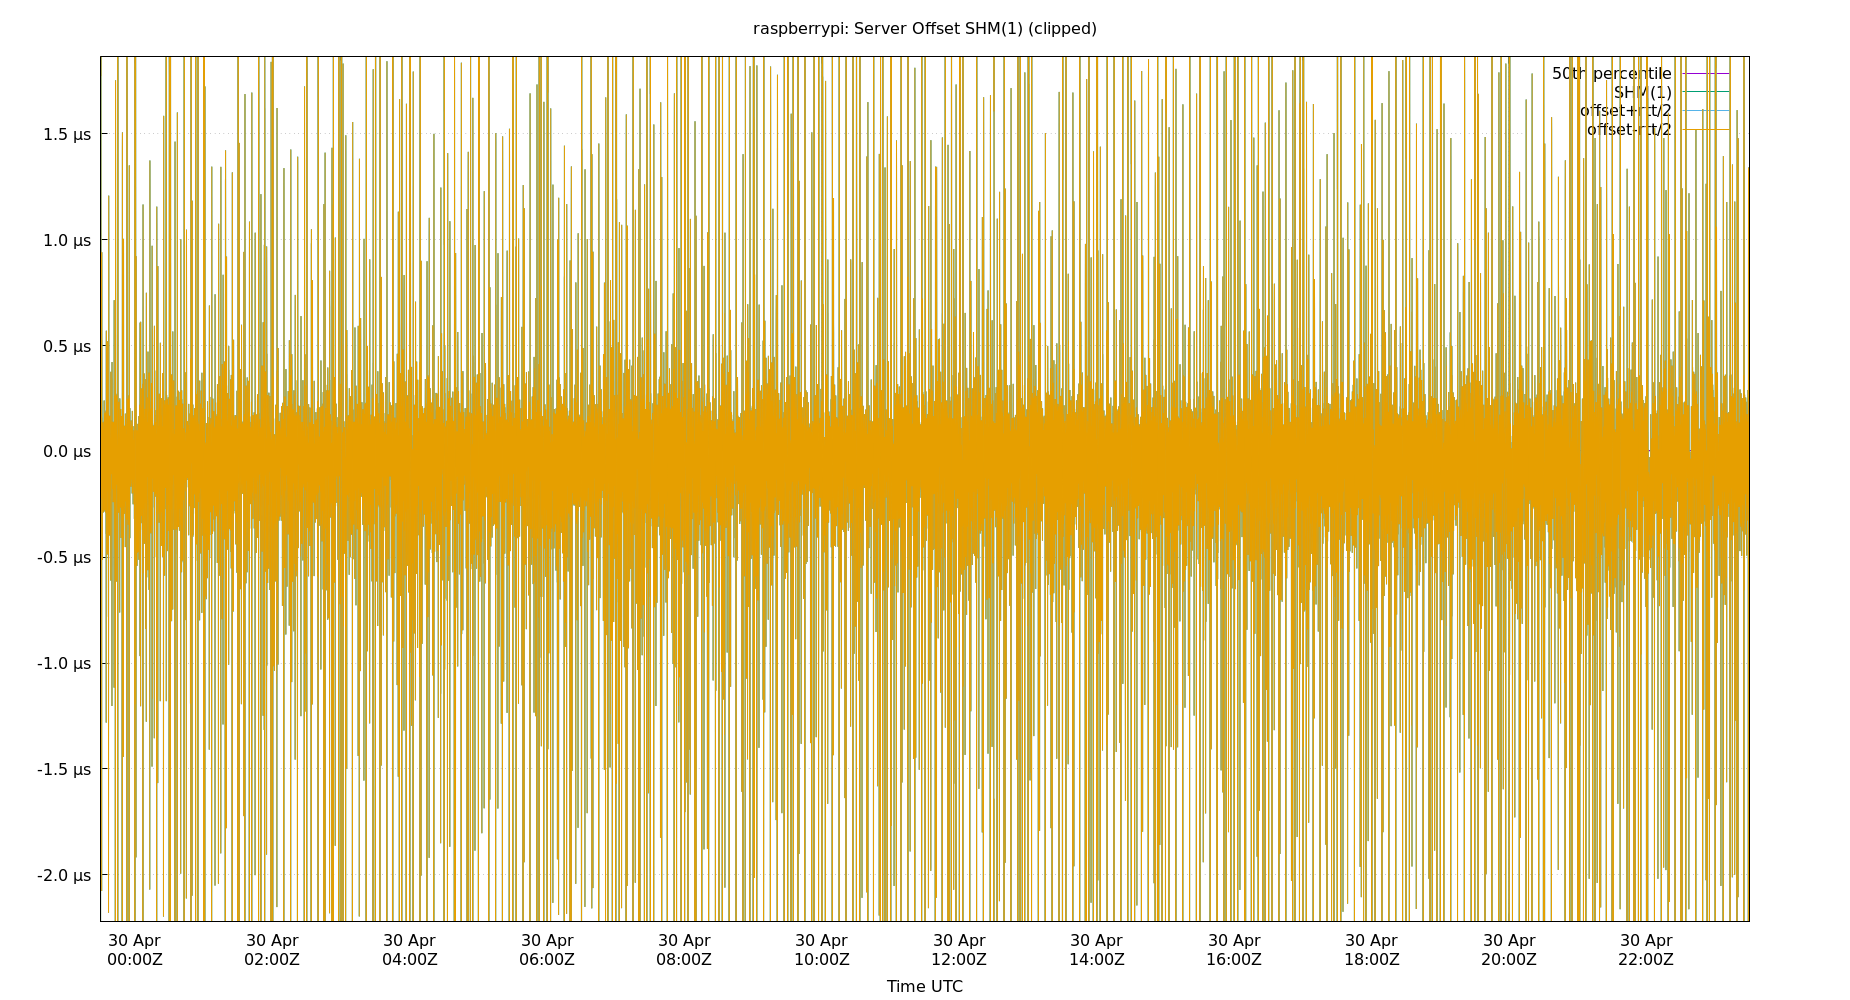 raspberrypi: Server Offset SHM(1) (clipped)
50th percentile
SHM(1)
offset+rtt/2
offset-rtt/2
1.5 µs
1.0 µs
0.5 µs
0.0 µs
-0.5 µs
-1.0 µs
-1.5 µs
-2.0 µs
30 Apr 30 Apr 30 Apr 30 Apr 30 Apr 30 Apr 30 Apr 30 Apr 30 Apr 30 Apr 30 Apr 30 Apr
00:00Z 02:00Z 04:00Z 06:00Z 08:00Z 10:00Z 12:00Z 14:00Z 16:00Z 18:00Z 20:00Z 22:00Z
Time UTC